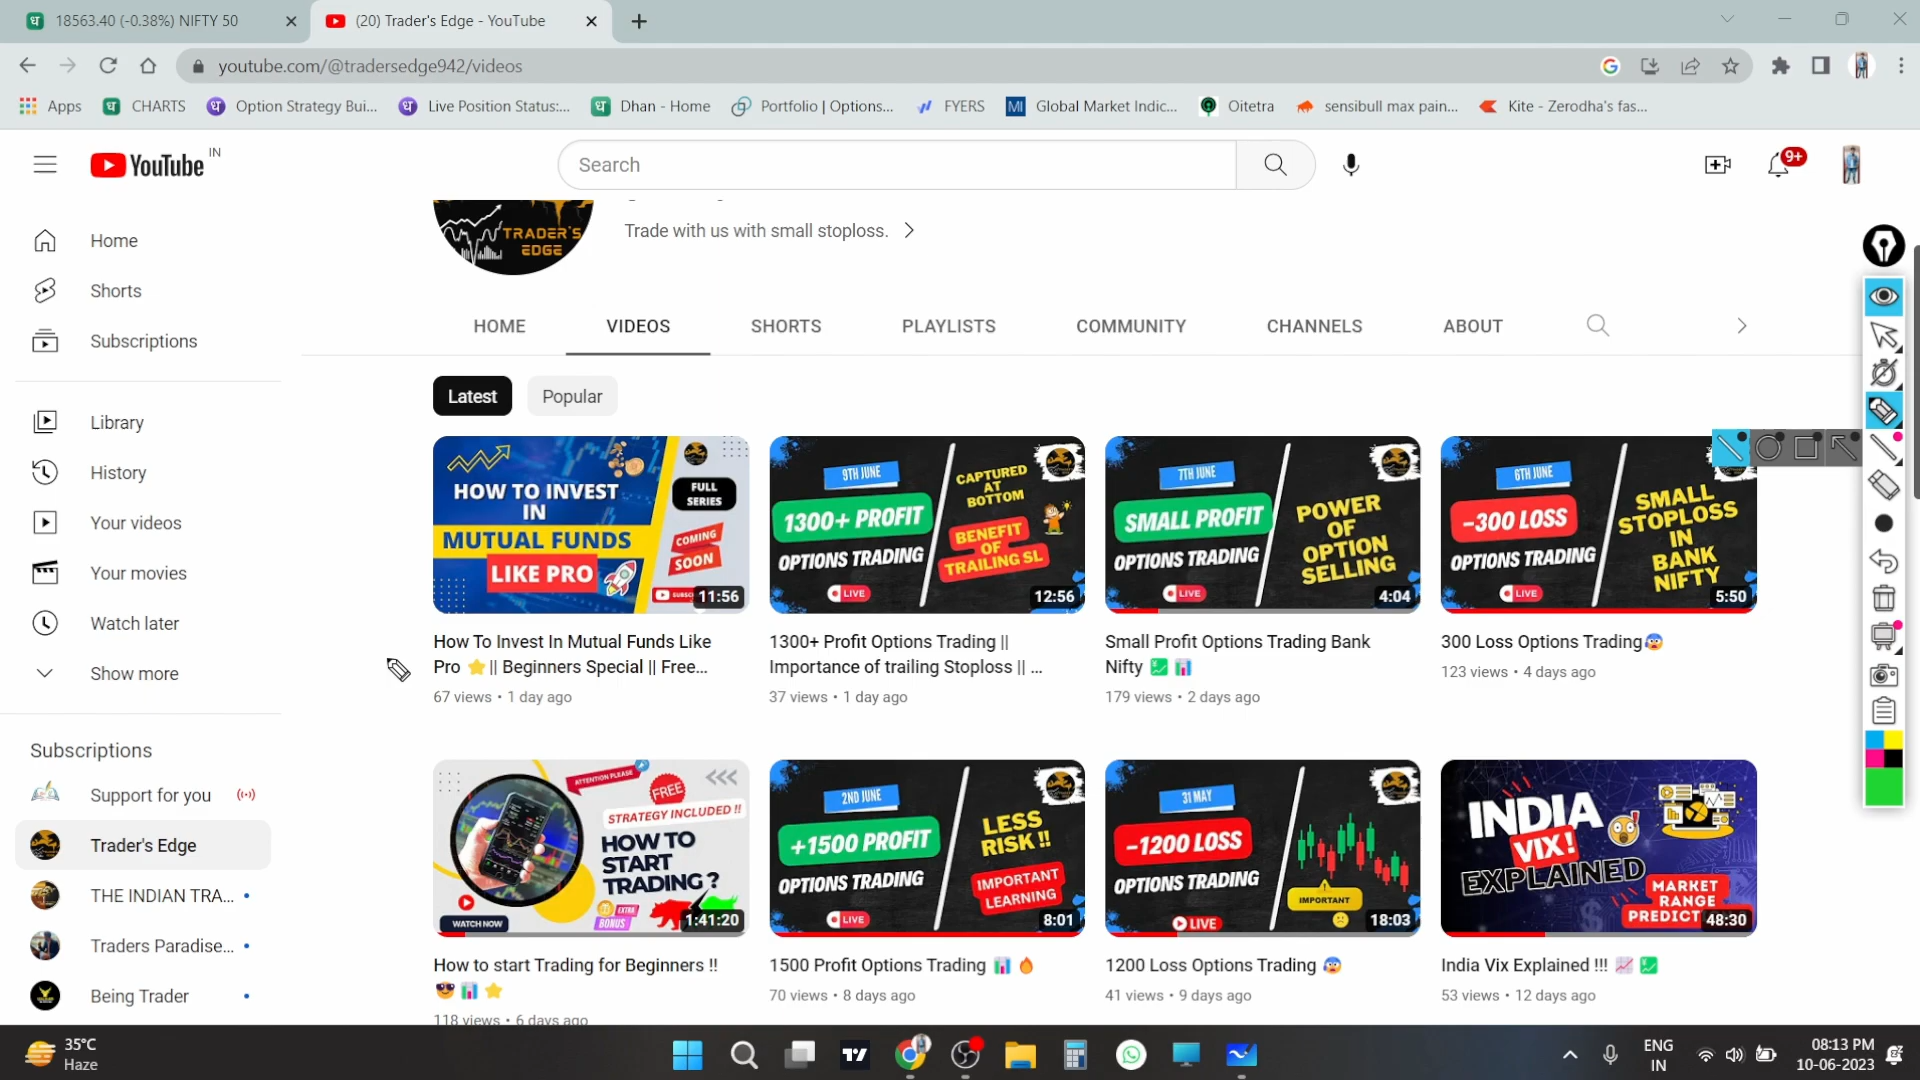 18563.40 (-0.38%) NIFTY 50
(20) Trader's Edge - YouTube
youtube.com/@tradersedge942/videos
Apps
CHARTS
Option Strategy Bui...
Live Position Status:...
Dhan - Home
Portfolio | Options...
FYERS
MI
Global Market Indic...
Oitetra
sensibull max pain...
Kite - Zerodha's fas...
YouTube
IN
Search
9+
Home
Shorts
Subscriptions
Library
History
Your videos
Your movies
Watch later
Show more
Subscriptions
Support for you
Trader's Edge
THE INDIAN TRA...
Traders Paradise...
Being Trader
TRADER'S
EDGE
Trade with us with small stoploss.
HOME
VIDEOS
SHORTS
PLAYLISTS
COMMUNITY
CHANNELS
ABOUT
Latest
Popular
HOW TO INVEST
IN
MUTUAL FUNDS
LIKE PRO
FULL
SERIES
COMING
SOON
11:56
How To Invest In Mutual Funds Like
Pro ⭐|| Beginners Special || Free...
67 views • 1 day ago
9TH JUNE
1300+ PROFIT
OPTIONS TRADING
LIVE
CAPTURED
AT
BOTTOM
BENEFIT
OF
TRAILING SL
12:56
1300+ Profit Options Trading ||
Importance of trailing Stoploss || ...
37 views • 1 day ago
7TH JUNE
SMALL PROFIT
OPTIONS TRADING
LIVE
POWER
OF
OPTION
SELLING
4:04
Small Profit Options Trading Bank
Nifty 💹 📊
179 views • 2 days ago
6TH JUNE
-300 LOSS
OPTIONS TRADING
LIVE
SMALL
STOPLOSS
IN
BANK
NIFTY
5:50
300 Loss Options Trading😱
123 views • 4 days ago
ATTENTION PLEASE
FREE
STRATEGY INCLUDED !!
HOW TO
START
TRADING?
EXTRA
BONUS
WATCH NOW
1:41:20
How to start Trading for Beginners !!
😎 📊 ⭐
118 views • 6 days ago
2ND JUNE
+1500 PROFIT
OPTIONS TRADING
LIVE
LESS
RISK !!
IMPORTANT
LEARNING
8:01
1500 Profit Options Trading 📊 🔥
70 views • 8 days ago
31 MAY
-1200 LOSS
OPTIONS TRADING
LIVE
IMPORTANT
18:03
1200 Loss Options Trading 😱
41 views • 9 days ago
INDIA
VIX!
EXPLAINED
MARKET
RANGE
48:30
India Vix Explained !!! 📈 💹
53 views • 12 days ago
35°C
Haze
ENG
IN
08:13 PM
10-06-2023